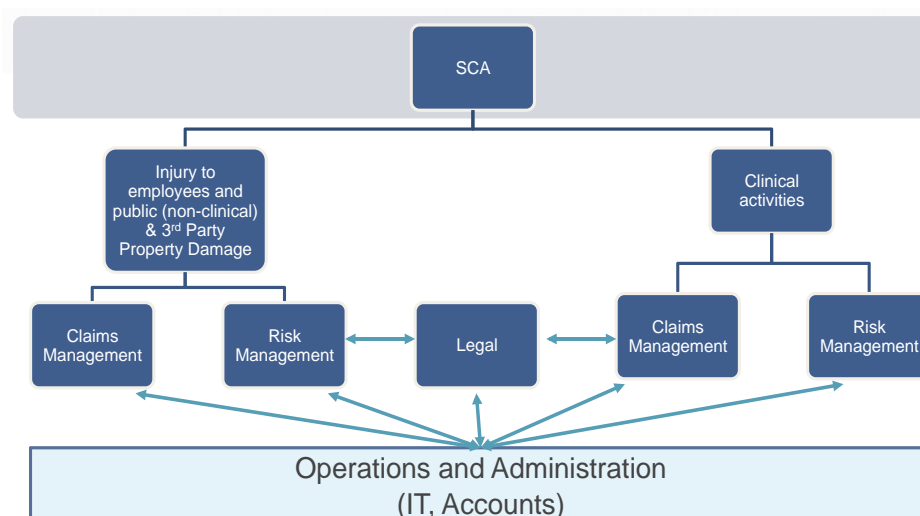 SCA
Injury to
employees and
public (non-clinical)
& 3rd Party
Property Damage
Clinical
activities
Claims
Management
Risk
Management
Legal
Claims
Management
Risk
Management
Operations and Administration
(IT, Accounts)